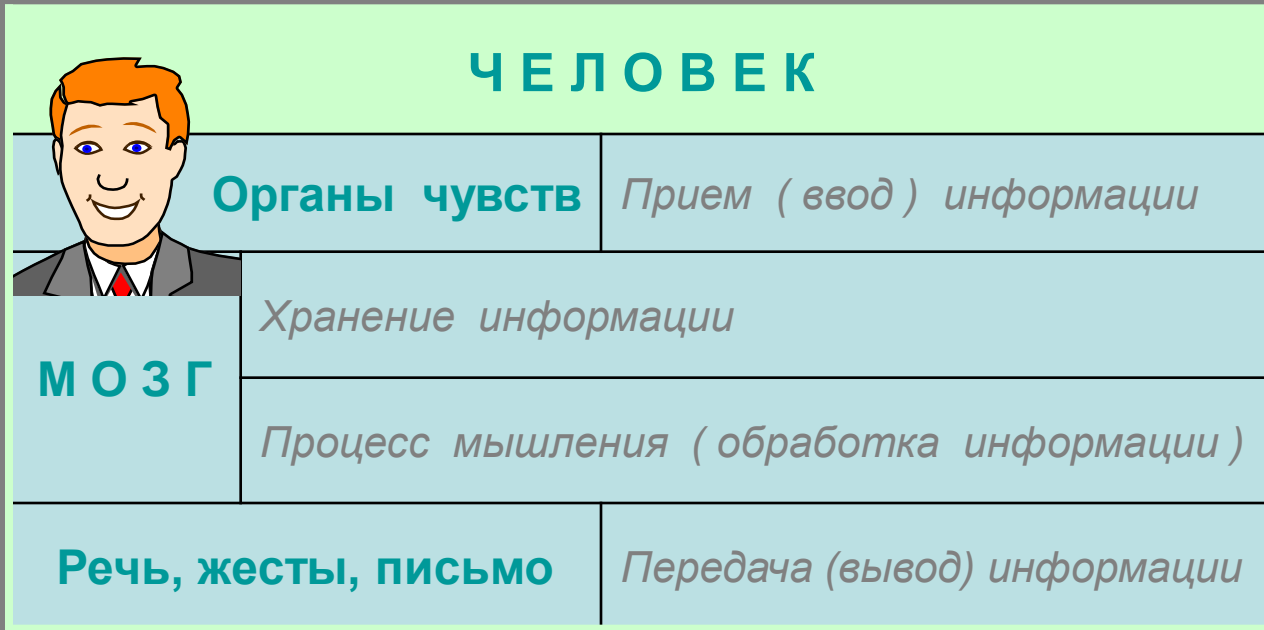 Ч Е Л О В Е К
Органы чувств
Прием ( ввод ) информации
Хранение информации
М О З Г
Процесс мышления ( обработка информации )
Речь, жесты, письмо
Передача (вывод) информации